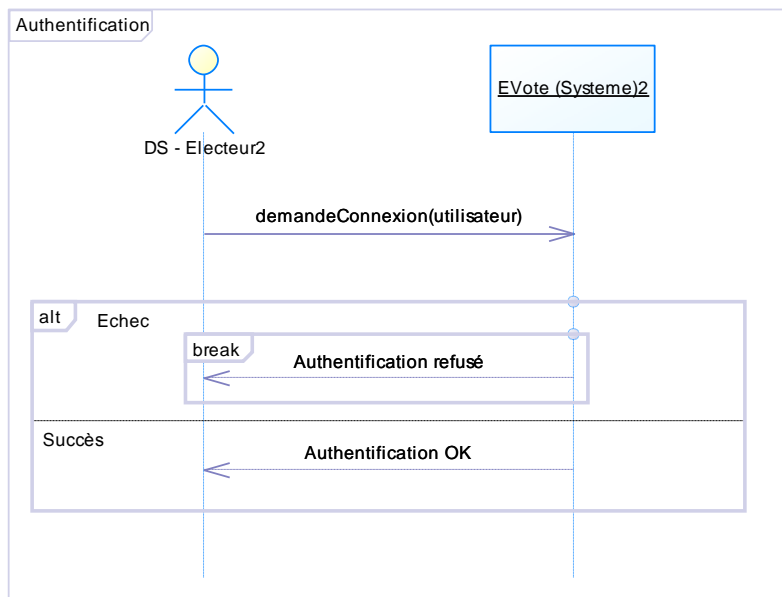 Authentification
EVote (Systeme)2
DS - Electeur2
demandeConnexion(utilisateur)
alt
Echec
break
Authentification refusé
Succès
Authentification OK